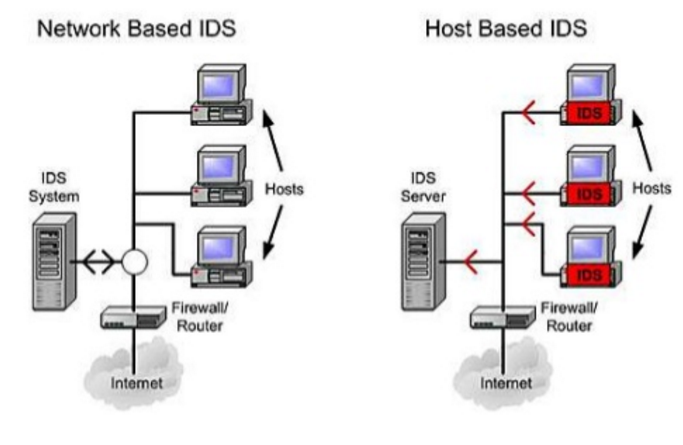 Network Based IDS
IDS
System
Hosts
Firewall/
Router
Internet
Host Based IDS
IDS
IDS
Server
IDS
Hosts
IDS
Firewall/
Router
Internet